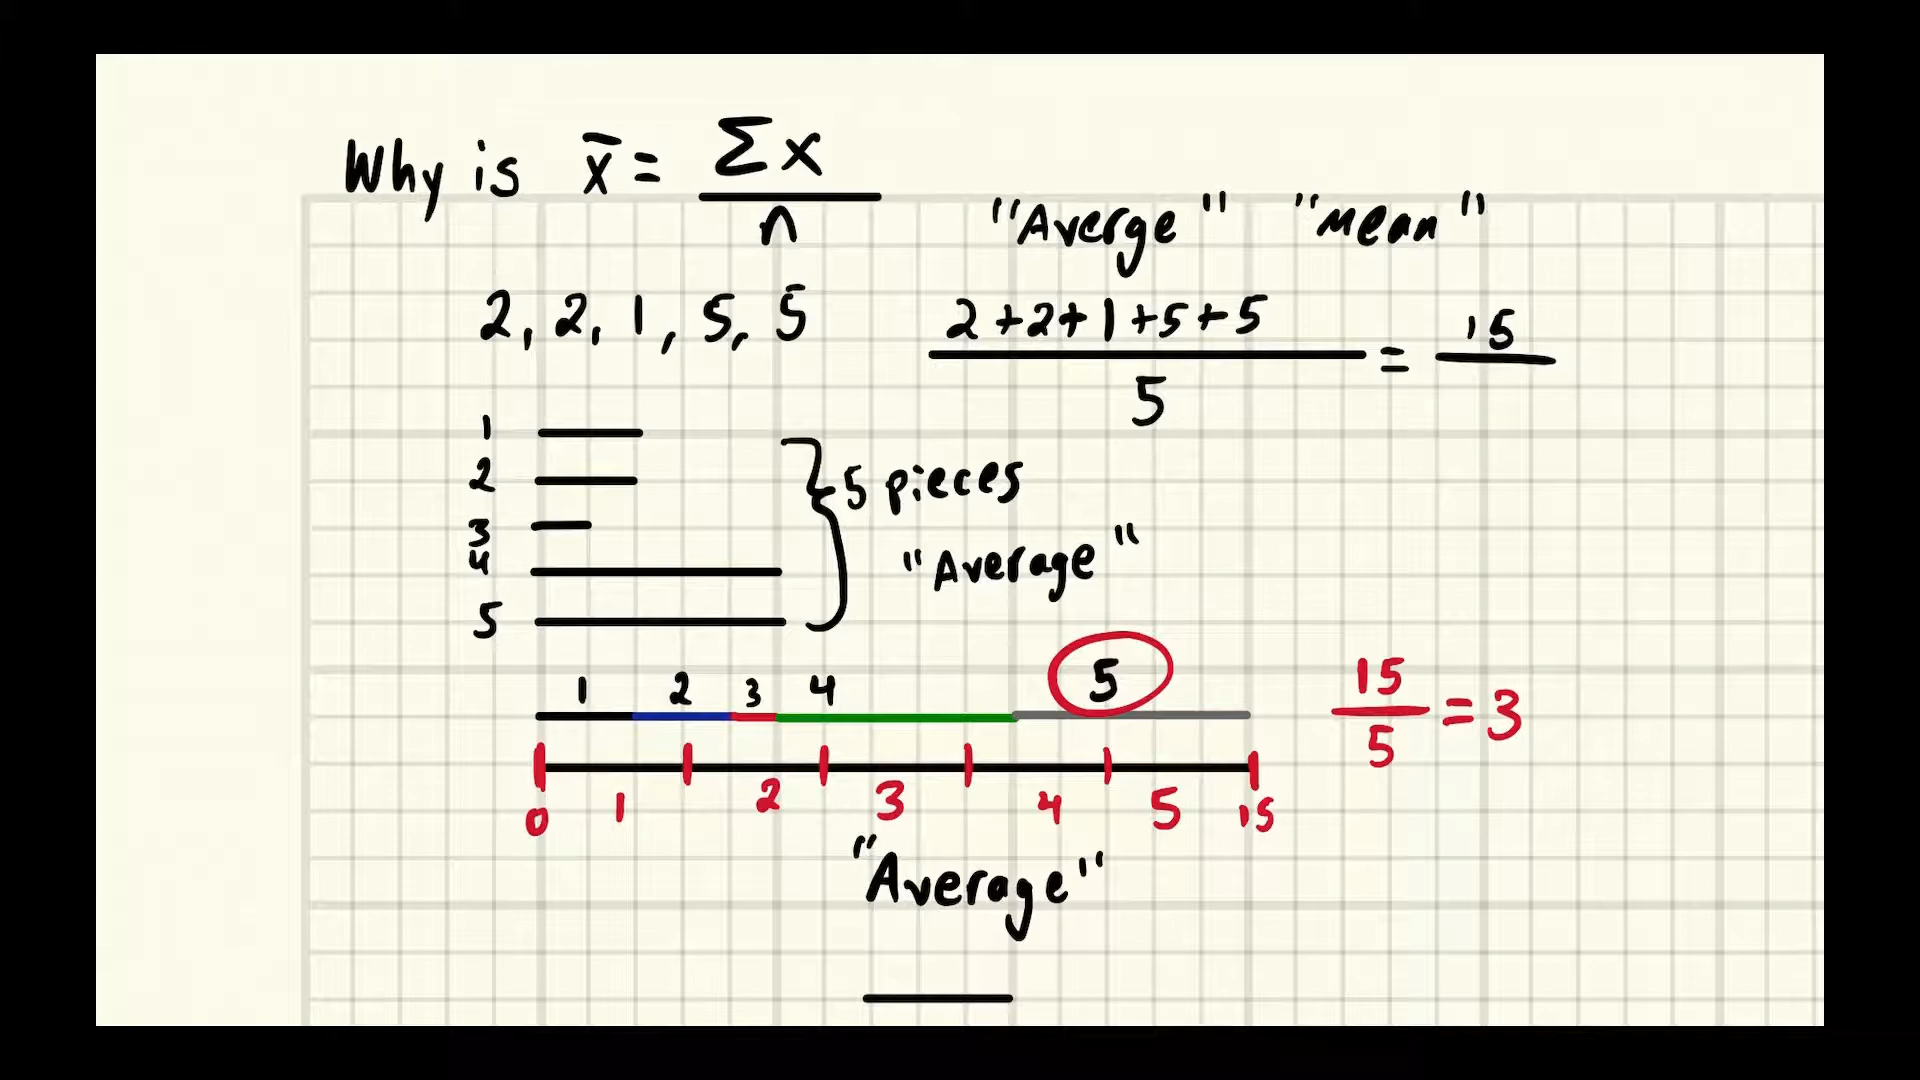 Why is x̄ = Σx / n
"Averge" "Mean"
2, 2, 1, 5, 5
2+2+1+5+5 / 5 = 15
1
2
3
4
5
5 pieces
"Average"
1 2 3 4 5
15 / 5 = 3
0 1 2 3 4 5 15
"Average"